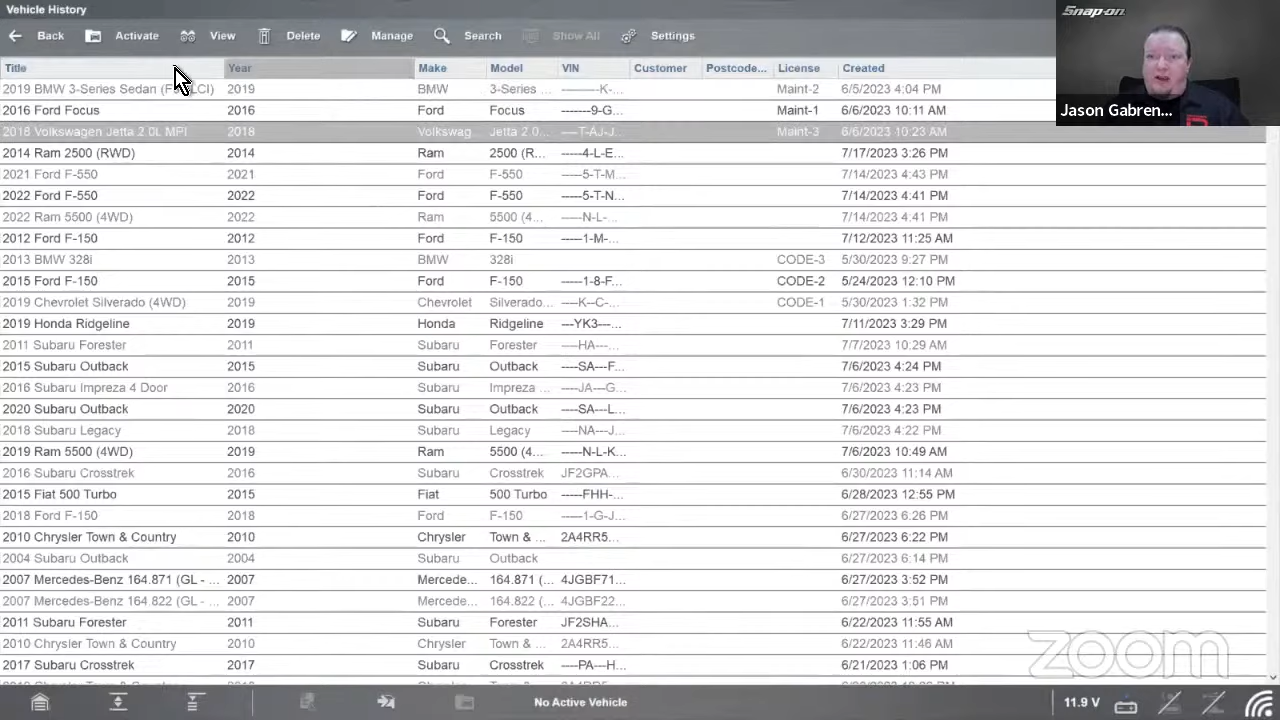 Vehicle History
Back Activate View Delete Manage Search Show All Settings
Snap-on
Jason Gabren...
Title Year Make Model VIN Customer Postcode... License Created
2019 BMW 3-Series Sedan (F LCI) 2019 BMW 3-Series ... --------K-... Maint-2 6/5/2023 4:04 PM
2016 Ford Focus 2016 Ford Focus -------9-G... Maint-1 6/6/2023 10:11 AM
2018 Volkswagen Jetta 2.0L MPI 2018 Volkswag... Jetta 2.0... ----T-AJ-J... Maint-3 6/6/2023 10:23 AM
2014 Ram 2500 (RWD) 2014 Ram 2500 (R... -----4-L-E... 7/17/2023 3:26 PM
2021 Ford F-550 2021 Ford F-550 -----5-T-M... 7/14/2023 4:43 PM
2022 Ford F-550 2022 Ford F-550 -----5-T-N... 7/14/2023 4:41 PM
2022 Ram 5500 (4WD) 2022 Ram 5500 (4... -----N-L-... 7/14/2023 4:41 PM
2012 Ford F-150 2012 Ford F-150 -----1-M-... 7/12/2023 11:25 AM
2013 BMW 328i 2013 BMW 328i CODE-3 5/30/2023 9:27 PM
2015 Ford F-150 2015 Ford F-150 -----1-8-F... CODE-2 5/24/2023 12:10 PM
2019 Chevrolet Silverado (4WD) 2019 Chevrolet Silverado... ----K--C-... CODE-1 5/30/2023 1:32 PM
2019 Honda Ridgeline 2019 Honda Ridgeline ---YK3----... 7/11/2023 3:29 PM
2011 Subaru Forester 2011 Subaru Forester ----HA---... 7/7/2023 10:29 AM
2015 Subaru Outback 2015 Subaru Outback ----SA---F... 7/6/2023 4:24 PM
2016 Subaru Impreza 4 Door 2016 Subaru Impreza ... ----JA---G... 7/6/2023 4:23 PM
2020 Subaru Outback 2020 Subaru Outback ----SA---L... 7/6/2023 4:23 PM
2018 Subaru Legacy 2018 Subaru Legacy ----NA---J... 7/6/2023 4:22 PM
2019 Ram 5500 (4WD) 2019 Ram 5500 (4... -----N-L-K... 7/6/2023 10:49 AM
2016 Subaru Crosstrek 2016 Subaru Crosstrek JF2GPA... 6/30/2023 11:14 AM
2015 Fiat 500 Turbo 2015 Fiat 500 Turbo -----FHH-... 6/28/2023 12:55 PM
2018 Ford F-150 2018 Ford F-150 -----1-G-J... 6/27/2023 6:26 PM
2010 Chrysler Town & Country 2010 Chrysler Town & ... 2A4RR5... 6/27/2023 6:22 PM
2004 Subaru Outback 2004 Subaru Outback 6/27/2023 6:14 PM
2007 Mercedes-Benz 164.871 (GL - ... 2007 Mercede... 164.871 (... 4JGBF71... 6/27/2023 3:52 PM
2007 Mercedes-Benz 164.822 (GL - ... 2007 Mercede... 164.822 (... 4JGBF22... 6/27/2023 3:51 PM
2011 Subaru Forester 2011 Subaru Forester JF2SHA... 6/22/2023 11:55 AM
2010 Chrysler Town & Country 2010 Chrysler Town & ... 2A4RR5... 6/22/2023 11:46 AM
2017 Subaru Crosstrek 2017 Subaru Crosstrek ----PA---H... 6/21/2023 1:06 PM
zoom
No Active Vehicle
11.9 V